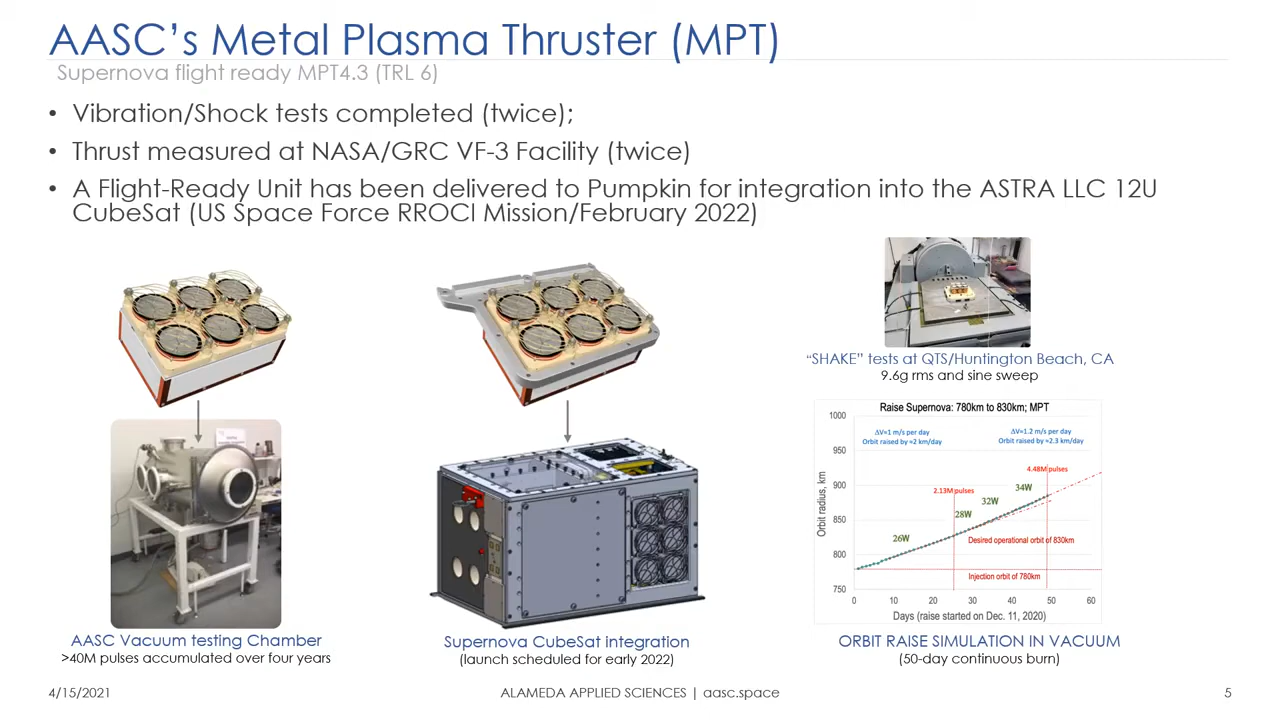 AASC’s Metal Plasma Thruster (MPT)
Supernova flight ready MPT4.3 (TRL 6)
• Vibration/Shock tests completed (twice);
• Thrust measured at NASA/GRC VF-3 Facility (twice)
• A Flight-Ready Unit has been delivered to Pumpkin for integration into the ASTRA LLC 12U
CubeSat (US Space Force RROCI Mission/February 2022)
“SHAKE” tests at QTS/Huntington Beach, CA
9.6g rms and sine sweep
Raise Supernova: 780km to 830km; MPT
Orbit radius, km
1000
950
900
850
800
750
ΔV≈1 m/s per day
Orbit raised by ≈2 km/day
ΔV≈1.2 m/s per day
Orbit raised by≈2.3 km/day
4.48M pulses
2.13M pulses
34W
32W
28W
26W
Desired operational orbit of 830km
Injection orbit of 780km
0 10 20 30 40 50 60
Days (raise started on Dec. 11, 2020)
AASC Vacuum testing Chamber
>40M pulses accumulated over four years
Supernova CubeSat integration
(launch scheduled for early 2022)
ORBIT RAISE SIMULATION IN VACUUM
(50-day continuous burn)
4/15/2021
ALAMEDA APPLIED SCIENCES | aasc.space
5